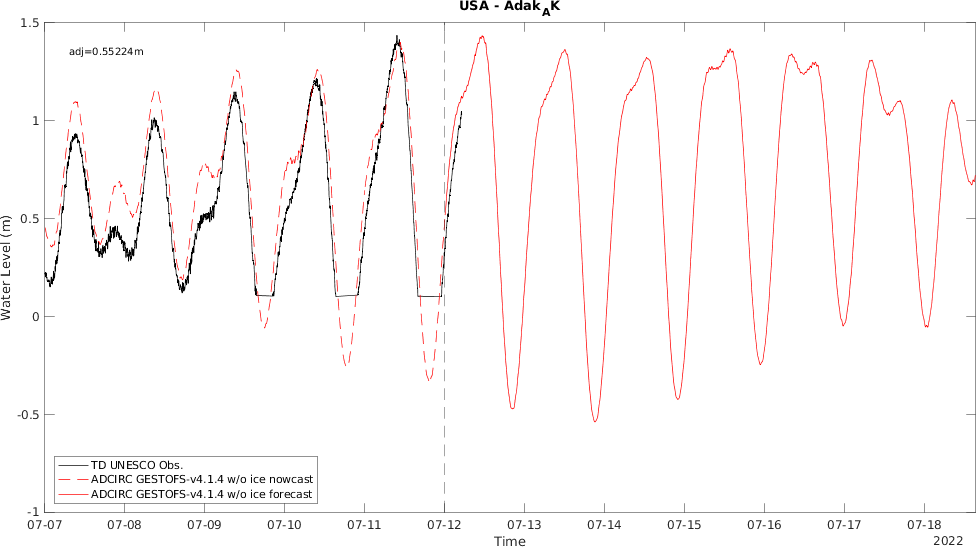 USA - Adak_AK
1.5
adj=0.55224m
1
0.5
0
-0.5
-1
Water Level (m)
TD UNESCO Obs.
ADCIRC GESTOFS-v4.1.4 w/o ice nowcast
ADCIRC GESTOFS-v4.1.4 w/o ice forecast
07-07 07-08 07-09 07-10 07-11 07-12 07-13 07-14 07-15 07-16 07-17 07-18
Time
2022